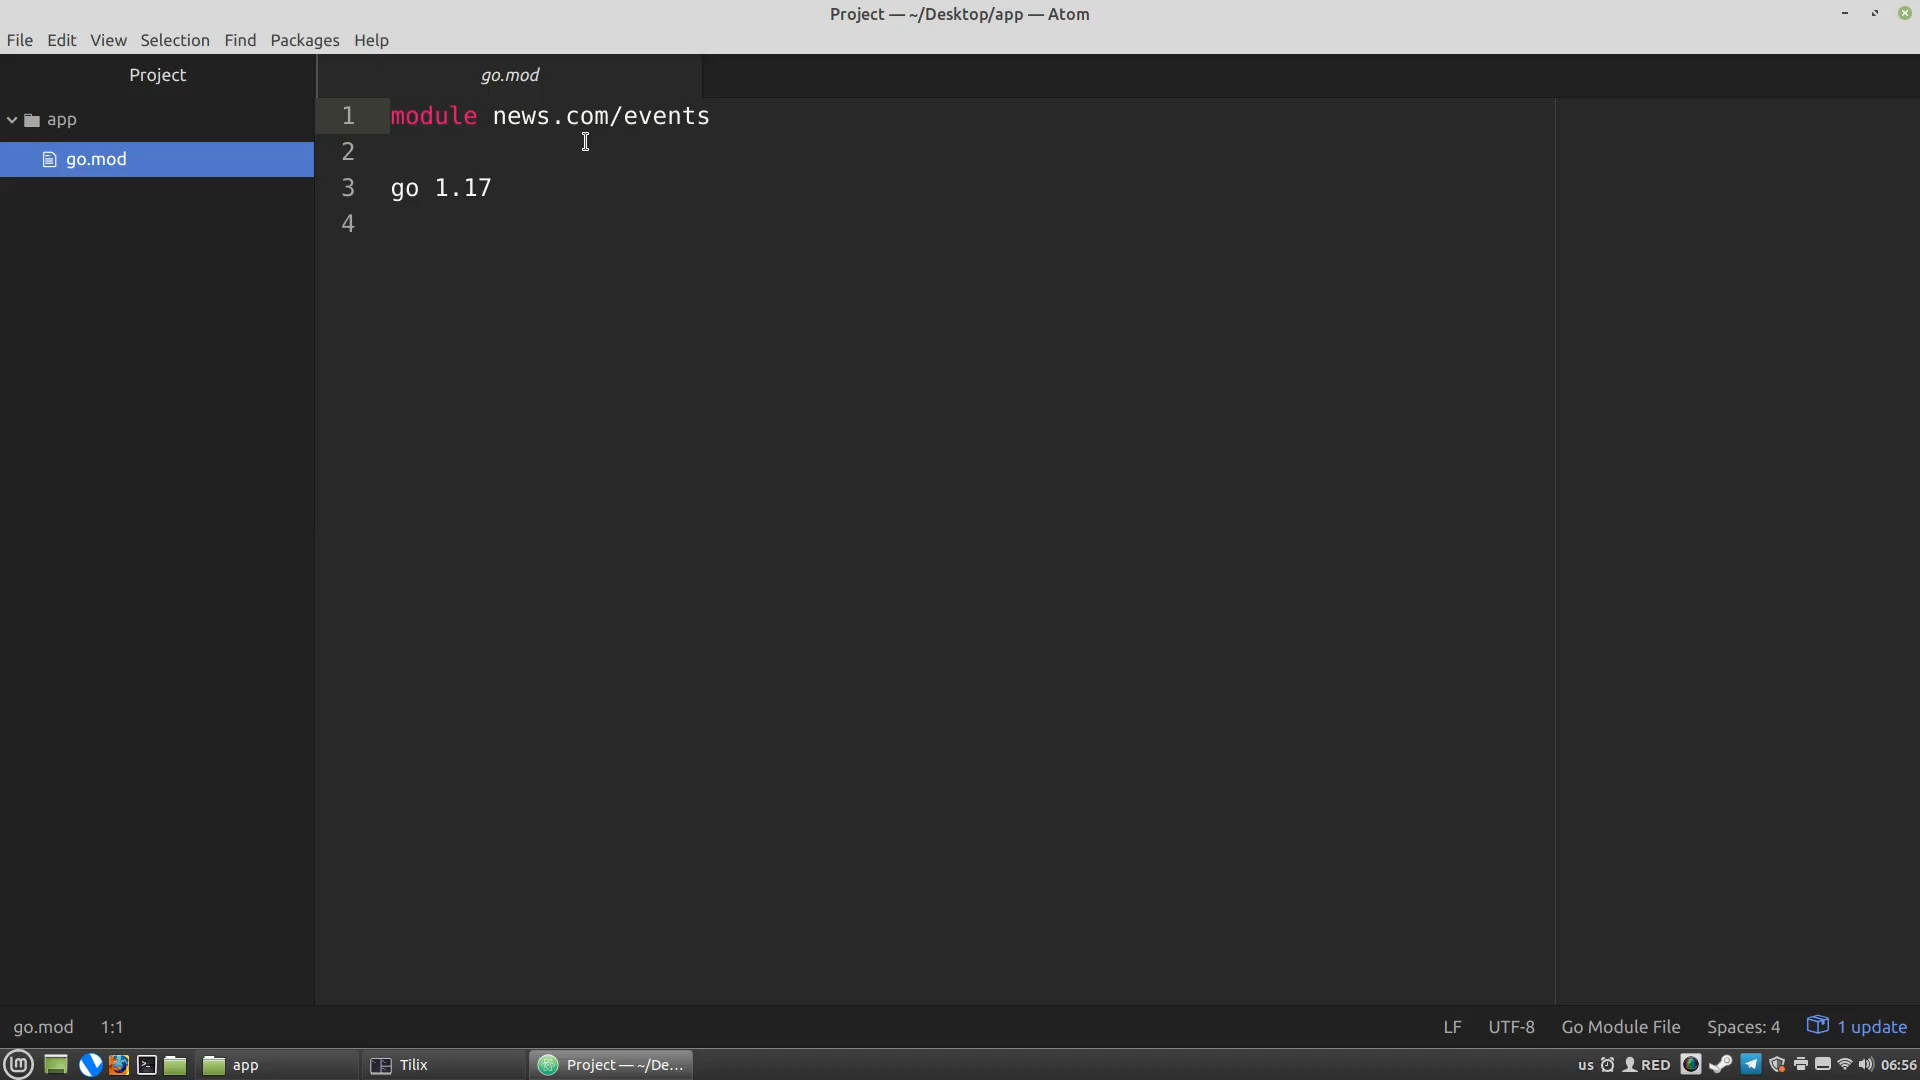 Project — ~/Desktop/app — Atom
File Edit View Selection Find Packages Help
Project
go.mod
app
go.mod
1 module news.com/events
2
3 go 1.17
4
go.mod 1:1
LF UTF-8 Go Module File Spaces: 4 1 update
app
Tilix
Project — ~/De...
us RED 06:56